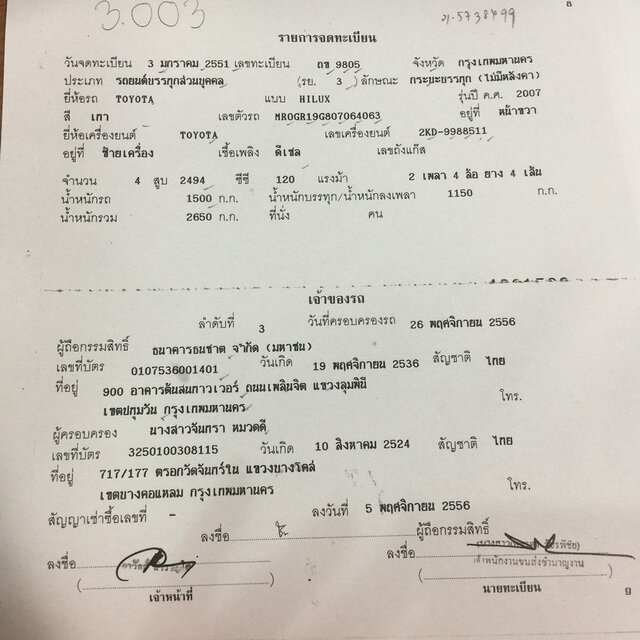 3.003
8
รายการจดทะเบียน
วันจดทะเบียน 3 มกราคม 2551 เลขทะเบียน ถข 9805 จังหวัด กรุงเทพมหานคร
ประเภท รถยนต์บรรทุกส่วนบุคคล (รย. 3 ) ลักษณะ กระบะบรรทุก (ไม่มีหลังคา)
ยี่ห้อรถ TOYOTA แบบ HILUX รุ่นปี ค.ศ. 2007
สี เทา เลขตัวรถ MROGR19G807064063 อยู่ที่ หน้าขวา
ยี่ห้อเครื่องยนต์ TOYOTA เลขเครื่องยนต์ 2KD-9988511
อยู่ที่ ซ้ายเครื่อง เชื้อเพลิง ดีเซล เลขถังแก๊ส
จำนวน 4 สูบ 2494 ซีซี 120 แรงม้า 2 เพลา 4 ล้อ ยาง 4 เส้น
น้ำหนักรถ 1500 ก.ก. น้ำหนักบรรทุก/น้ำหนักลงเพลา 1150 ก.ก.
น้ำหนักรวม 2650 ก.ก. ที่นั่ง คน
เจ้าของรถ
ลำดับที่ 3 วันที่ครอบครองรถ 26 พฤศจิกายน 2556
ผู้ถือกรรมสิทธิ์ ธนาคารธนชาต จำกัด (มหาชน)
เลขที่บัตร 0107536001401 วันเกิด 19 พฤศจิกายน 2536 สัญชาติ ไทย
ที่อยู่ 900 อาคารต้นสนทาวเวอร์ ถนนเพลินจิต แขวงลุมพินี
เขตปทุมวัน กรุงเทพมหานคร โทร.
ผู้ครอบครอง นางสาวจันทรา หมวดดี
เลขที่บัตร 3250100308115 วันเกิด 10 สิงหาคม 2524 สัญชาติ ไทย
ที่อยู่ 717/177 ตรอกวัดจันทร์ใน แขวงบางโคล่
เขตบางคอแหลม กรุงเทพมหานคร โทร.
สัญญาเช่าซื้อเลขที่ - ลงวันที่ 5 พฤศจิกายน 2556
ลงชื่อ ผู้ถือกรรมสิทธิ์
ลงชื่อ ลงชื่อ
เจ้าพนักงานขนส่งชำนาญงาน
เจ้าหน้าที่ นายทะเบียน
9